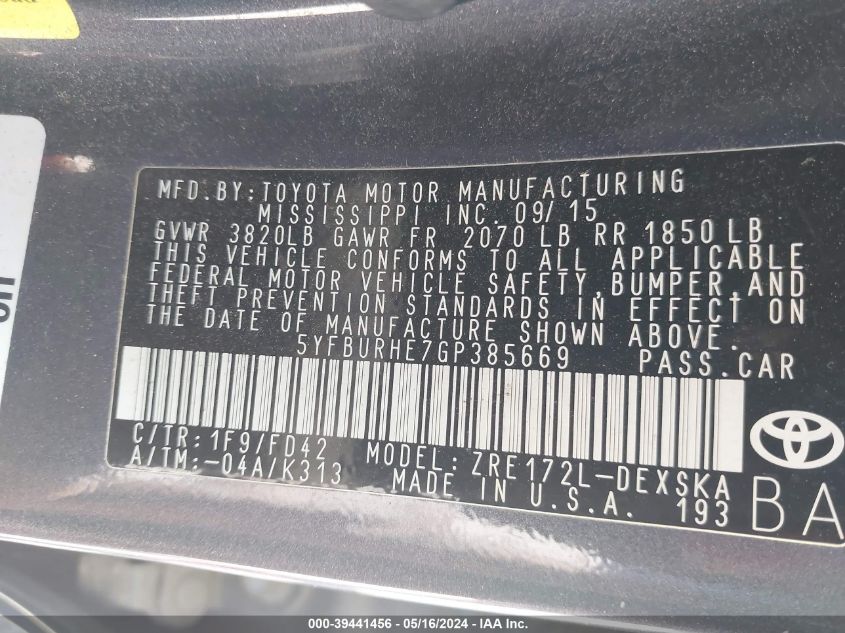 MFD.BY:TOYOTA MOTOR MANUFACTURING
MISSISSIPPI INC. 09/15
GVWR 3820LB GAWR FR 2070 LB RR 1850 LB
THIS VEHICLE CONFORMS TO ALL APPLICABLE
FEDERAL MOTOR VEHICLE SAFETY,BUMPER,AND
THEFT PREVENTION STANDARDS IN EFFECT ON
THE DATE OF MANUFACTURE SHOWN ABOVE.
5YFBURHE7GP385669 PASS.CAR
C/TR:1F9/FD42 MODEL:ZRE172L-DEXSKA
A/TM:-04A/K313 MADE IN U.S.A. 193
BA
000-39441456 - 05/16/2024 - IAA Inc.